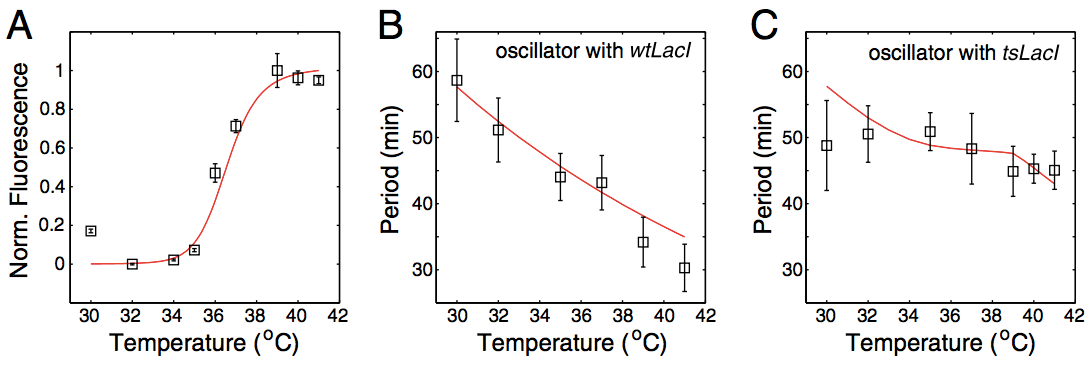 A
Norm. Fluorescence
1
0.8
0.6
0.4
0.2
0
30 32 34 36 38 40 42
Temperature (°C)
B
oscillator with wtLacI
Period (min)
60
50
40
30
30 32 34 36 38 40 42
Temperature (°C)
C
oscillator with tsLacI
Period (min)
60
50
40
30
30 32 34 36 38 40 42
Temperature (°C)